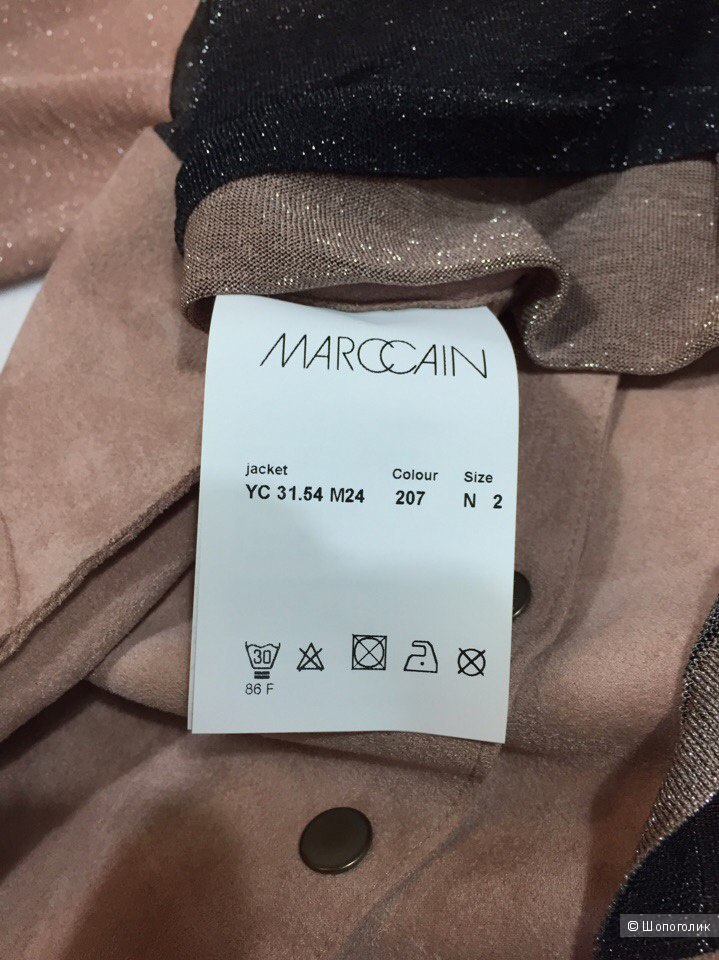 MARCCAIN
jacket Colour Size
YC 31.54 M24 207 N 2
30
86 F
© Шопоголик